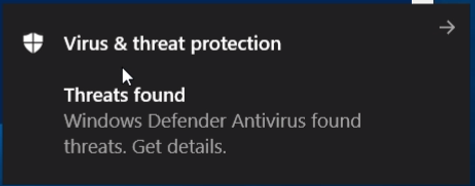 Virus & threat protection
Threats found
Windows Defender Antivirus found
threats. Get details.